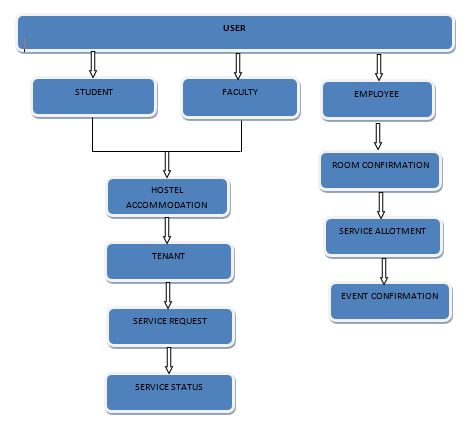 USER
STUDENT
FACULTY
EMPLOYEE
ROOM CONFIRMATION
HOSTEL
ACCOMMODATION
SERVICE ALLOTMENT
TENANT
EVENT CONFIRMATION
SERVICE REQUEST
SERVICE STATUS